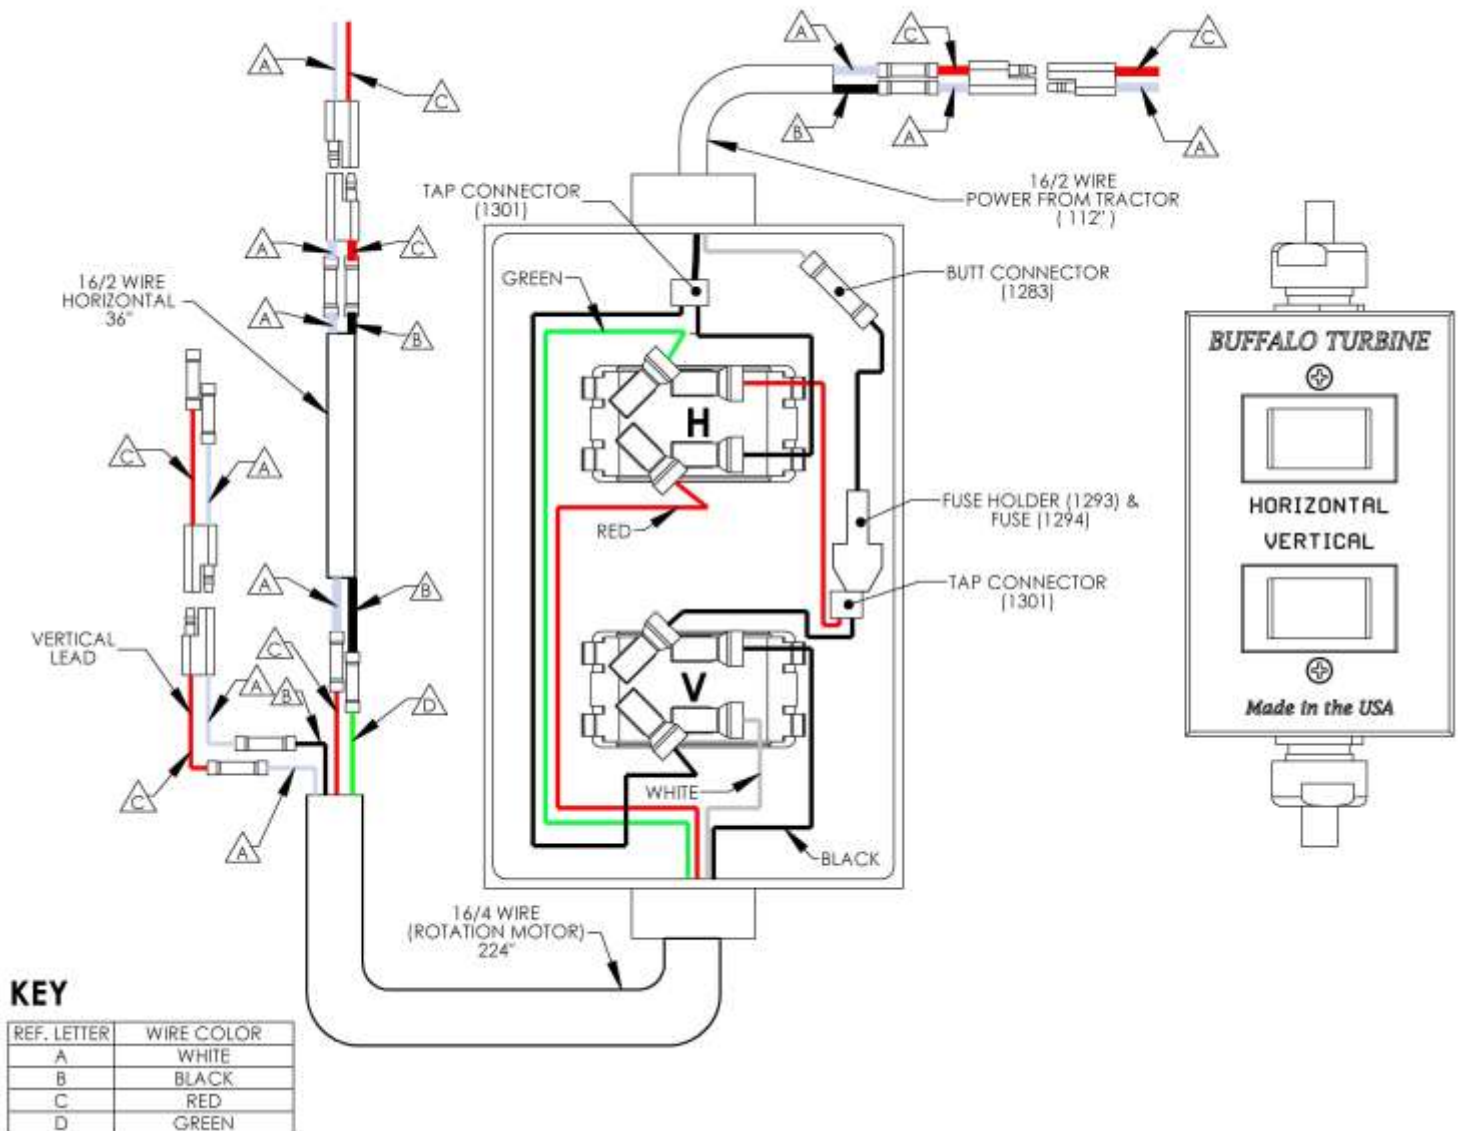 A
C
A
C
B
A
A
C
16/2 WIRE
POWER FROM TRACTOR
( 112" )
TAP CONNECTOR
(1301)
GREEN
BUTT CONNECTOR
(1283)
A
C
16/2 WIRE
HORIZONTAL
36"
A
B
C
A
H
RED
FUSE HOLDER (1293) &
FUSE (1294)
TAP CONNECTOR
(1301)
A
B
VERTICAL
LEAD
C
A
B
D
V
WHITE
BLACK
C
A
16/4 WIRE
(ROTATION MOTOR)
224"
BUFFALO TURBINE
HORIZONTAL
VERTICAL
Made in the USA
KEY
REF. LETTER WIRE COLOR
A WHITE
B BLACK
C RED
D GREEN